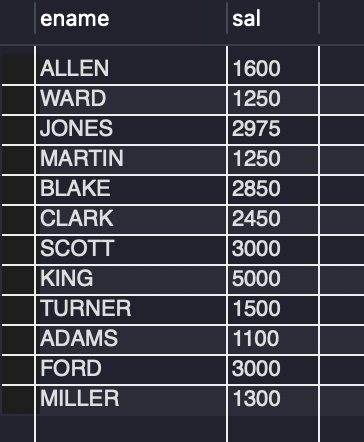 ename sal
ALLEN 1600
WARD 1250
JONES 2975
MARTIN 1250
BLAKE 2850
CLARK 2450
SCOTT 3000
KING 5000
TURNER 1500
ADAMS 1100
FORD 3000
MILLER 1300